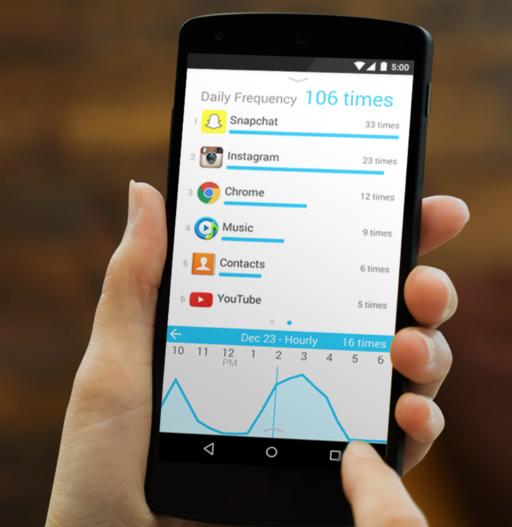 5:00
Daily Frequency 106 times
1 Snapchat 33 times
2 Instagram 23 times
3 Chrome 12 times
4 Music 9 times
5 Contacts 6 times
6 YouTube 5 times
Dec 23 - Hourly 16 times
10 11 12 1 2 3 4 5 6
PM